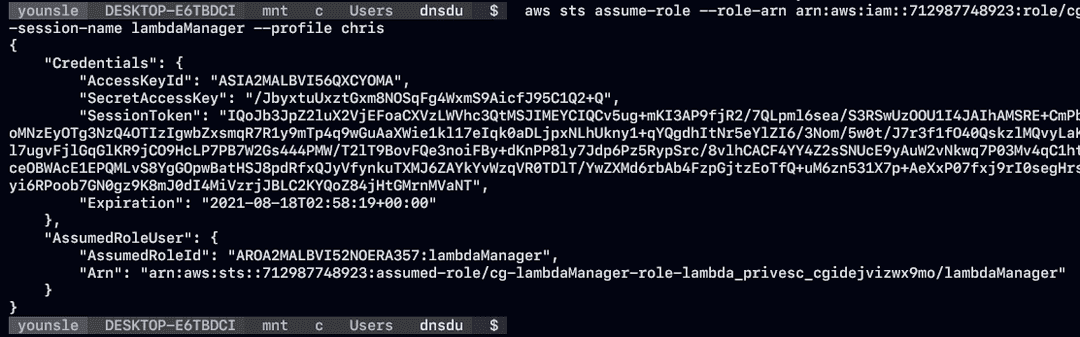 younsle DESKTOP-E6TBDCI mnt c Users dnsdu $ aws sts assume-role --role-arn arn:aws:iam::712987748923:role/cg
-session-name lambdaManager --profile chris
{
"Credentials": {
"AccessKeyId": "ASIA2MALBVI56QXCYOMA",
"SecretAccessKey": "/JbyxtuUxztGxm8NOSqFg4WxmS9AicfJ95C1Q2+Q",
"SessionToken": "IQoJb3JpZ2luX2VjEFoaCXVzLWVhc3QtMSJIMEYCIQCv5ug+mKI3AP9fjR2/7QLpml6sea/S3RSwUzOOU1I4JAIhAMSRE+CmPb
oMNzEyOTg3NzQ4OTIzIgwbZxsmqR7R1y9mTp4q9wGuAaXWie1kl17eIqk0aDLjpxNLhUkny1+qYQgdhItNr5eYlZI6/3Nom/5w0t/J7r3f1fO40QskzlMQvyLaK
l7ugvFjlGqGlKR9jCO9HcLP7PB7W2Gs444PMW/T2lT9BovFQe3noiFBy+dKnPP8ly7Jdp6Pz5RypSrc/8vlhCACF4YY4Z2sSNUcE9yAuW2vNkwq7P03Mv4qC1ht
ceOBWAcE1EPQMLvS8YgGOpwBatHSJ8pdRfxQJyVfynkuTXMJ6ZAYkYvWzqVR0TDlT/YwZXMd6rbAb4FzpGjtzEoTfQ+uM6zn531X7p+AeXxP07fxj9rI0segHrs
yi6RPoob7GN0gz9K8mJ0dI4MiVzrjJBLC2KYQoZ84jHtGMrnMVaNT",
"Expiration": "2021-08-18T02:58:19+00:00"
},
"AssumedRoleUser": {
"AssumedRoleId": "AROA2MALBVI52NOERA357:lambdaManager",
"Arn": "arn:aws:sts::712987748923:assumed-role/cg-lambdaManager-role-lambda_privesc_cgidejvizwx9mo/lambdaManager"
}
}
younsle DESKTOP-E6TBDCI mnt c Users dnsdu $